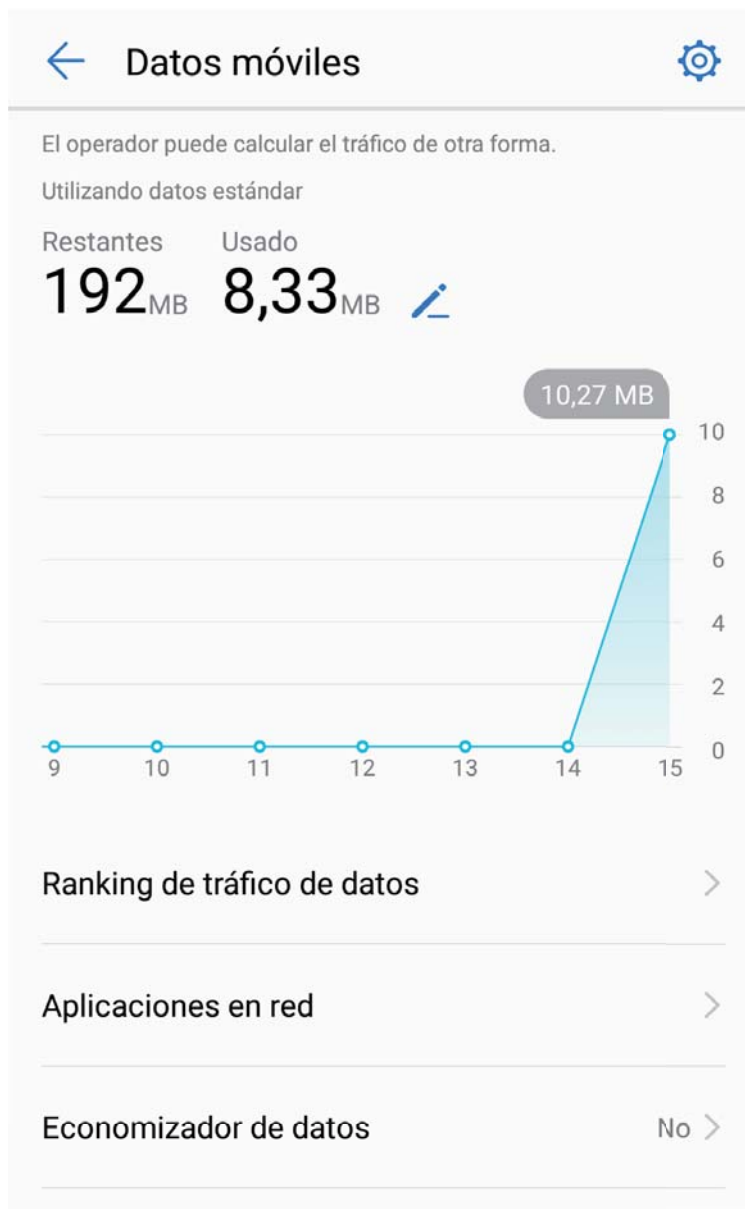 Datos móviles
El operador puede calcular el tráfico de otra forma.
Utilizando datos estándar
Restantes Usado
192MB 8,33MB
10,27 MB
10
8
6
4
2
0
9 10 11 12 13 14 15
Ranking de tráfico de datos
Aplicaciones en red
Economizador de datos No